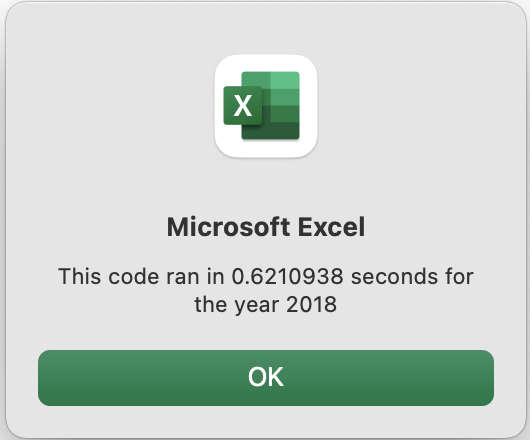 X
Microsoft Excel
This code ran in 0.6210938 seconds for
the year 2018
OK